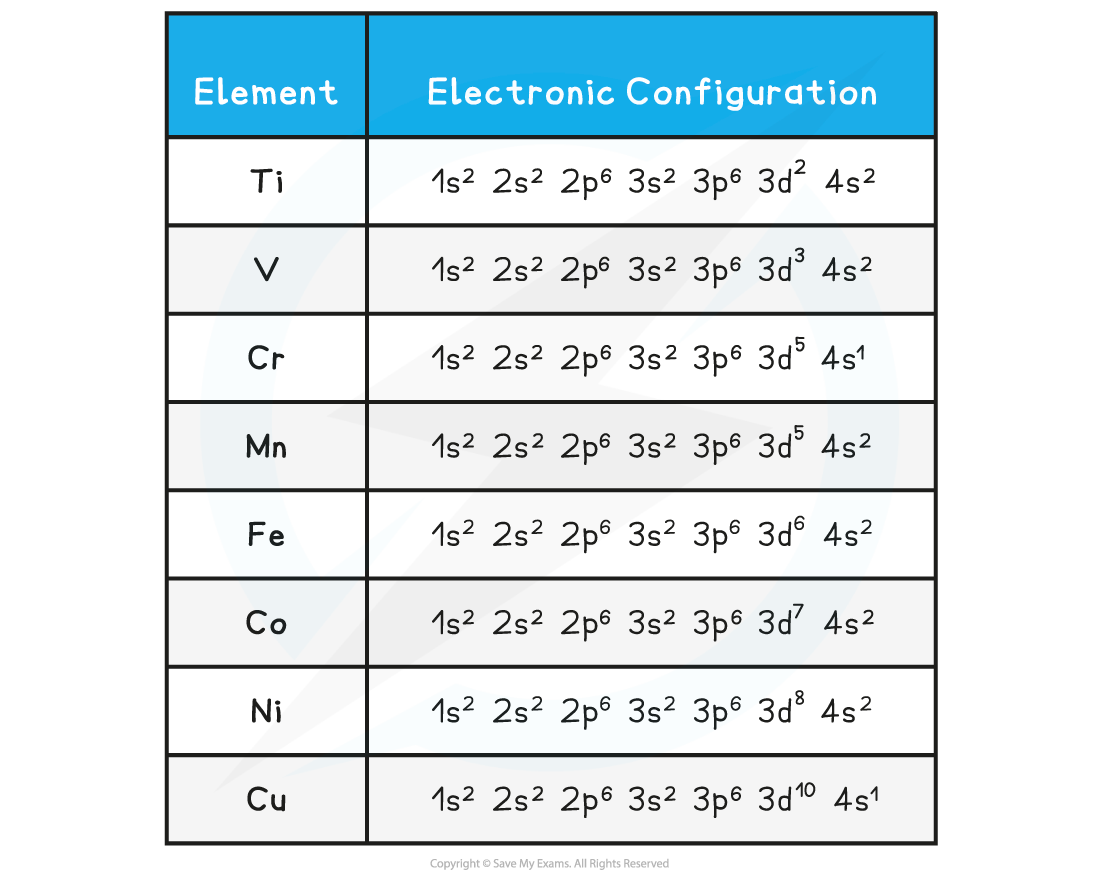 Element Electronic Configuration
Ti 1s² 2s² 2p⁶ 3s² 3p⁶ 3d² 4s²
V 1s² 2s² 2p⁶ 3s² 3p⁶ 3d³ 4s²
Cr 1s² 2s² 2p⁶ 3s² 3p⁶ 3d⁵ 4s¹
Mn 1s² 2s² 2p⁶ 3s² 3p⁶ 3d⁵ 4s²
Fe 1s² 2s² 2p⁶ 3s² 3p⁶ 3d⁶ 4s²
Co 1s² 2s² 2p⁶ 3s² 3p⁶ 3d⁷ 4s²
Ni 1s² 2s² 2p⁶ 3s² 3p⁶ 3d⁸ 4s²
Cu 1s² 2s² 2p⁶ 3s² 3p⁶ 3d¹⁰ 4s¹
Copyright © Save My Exams. All Rights Reserved